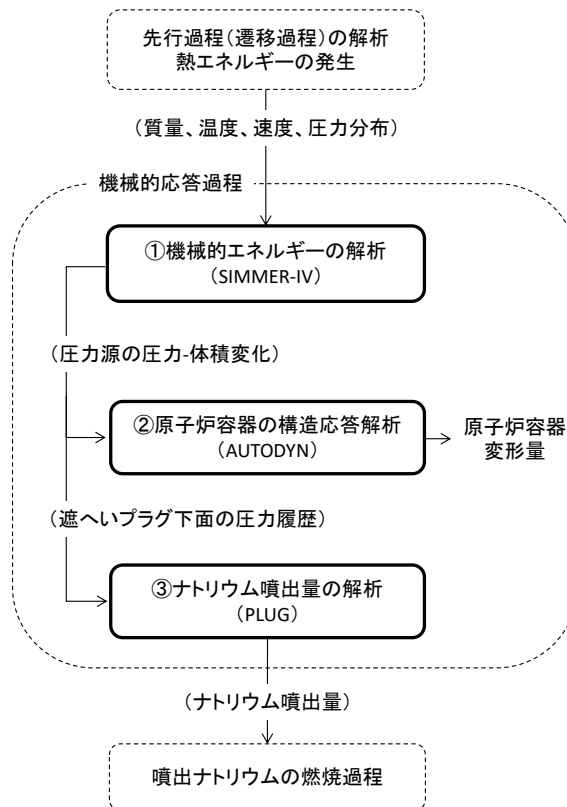 先行過程(遷移過程)の解析
熱エネルギーの発生
(質量、温度、速度、圧力分布)
機械的応答過程
①機械的エネルギーの解析
(SIMMER-IV)
(圧力源の圧力-体積変化)
②原子炉容器の構造応答解析
(AUTODYN)
原子炉容器
変形量
(遮へいプラグ下面の圧力履歴)
③ナトリウム噴出量の解析
(PLUG)
(ナトリウム噴出量)
噴出ナトリウムの燃焼過程